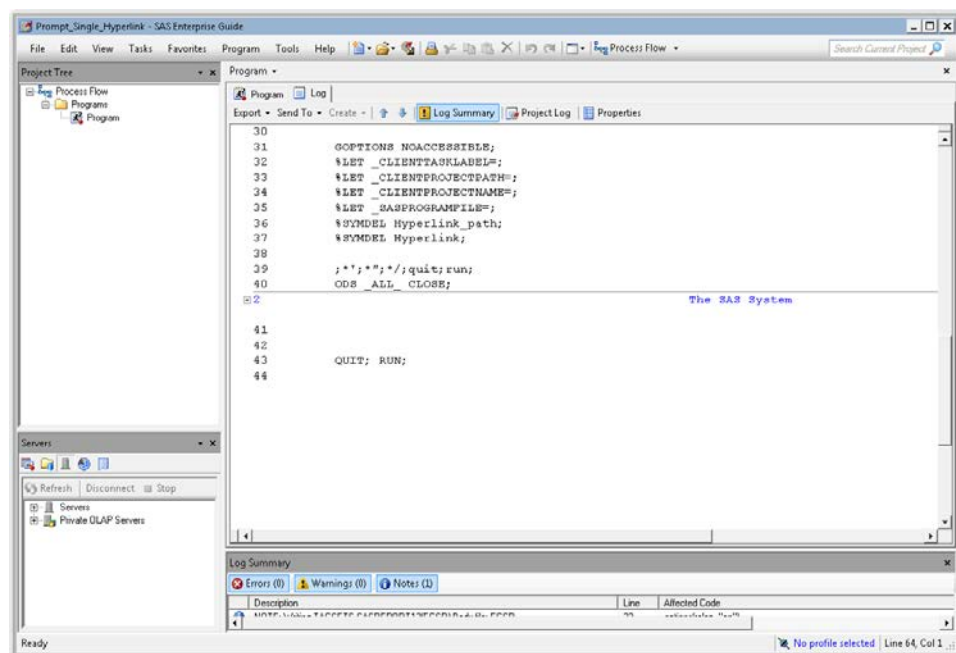 Prompt_Single_Hyperlink - SAS Enterprise Guide
File Edit View Tasks Favorites Program Tools Help Process Flow Search Current Project
Project Tree
Process Flow
Programs
Program
Program
Program Log
Export Send To Create Log Summary Project Log Properties
30
31 GOPTIONS NOACCESSIBLE;
32 %LET _CLIENTTASKLABEL=;
33 %LET _CLIENTPROJECTPATH=;
34 %LET _CLIENTPROJECTNAME=;
35 %LET _SASPROGRAMFILE=;
36 %SYMDEL Hyperlink_path;
37 %SYMDEL Hyperlink;
38
39 ;*';*";*/;quit;run;
40 ODS _ALL_ CLOSE;
2 The SAS System
41
42
43 QUIT; RUN;
44
Servers
Refresh Disconnect Stop
Servers
Private OLAP Servers
Log Summary
Errors (0) Warnings (0) Notes (1)
Description Line Affected Code
Ready No profile selected Line 64, Col 1